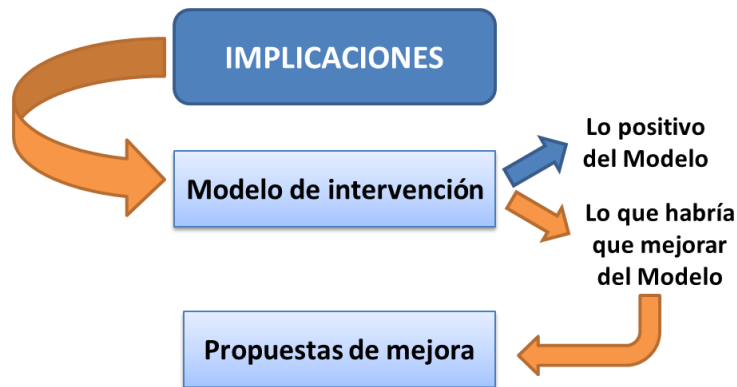 IMPLICACIONES
Lo positivo
del Modelo
Modelo de intervención
Lo que habría
que mejorar
del Modelo
Propuestas de mejora